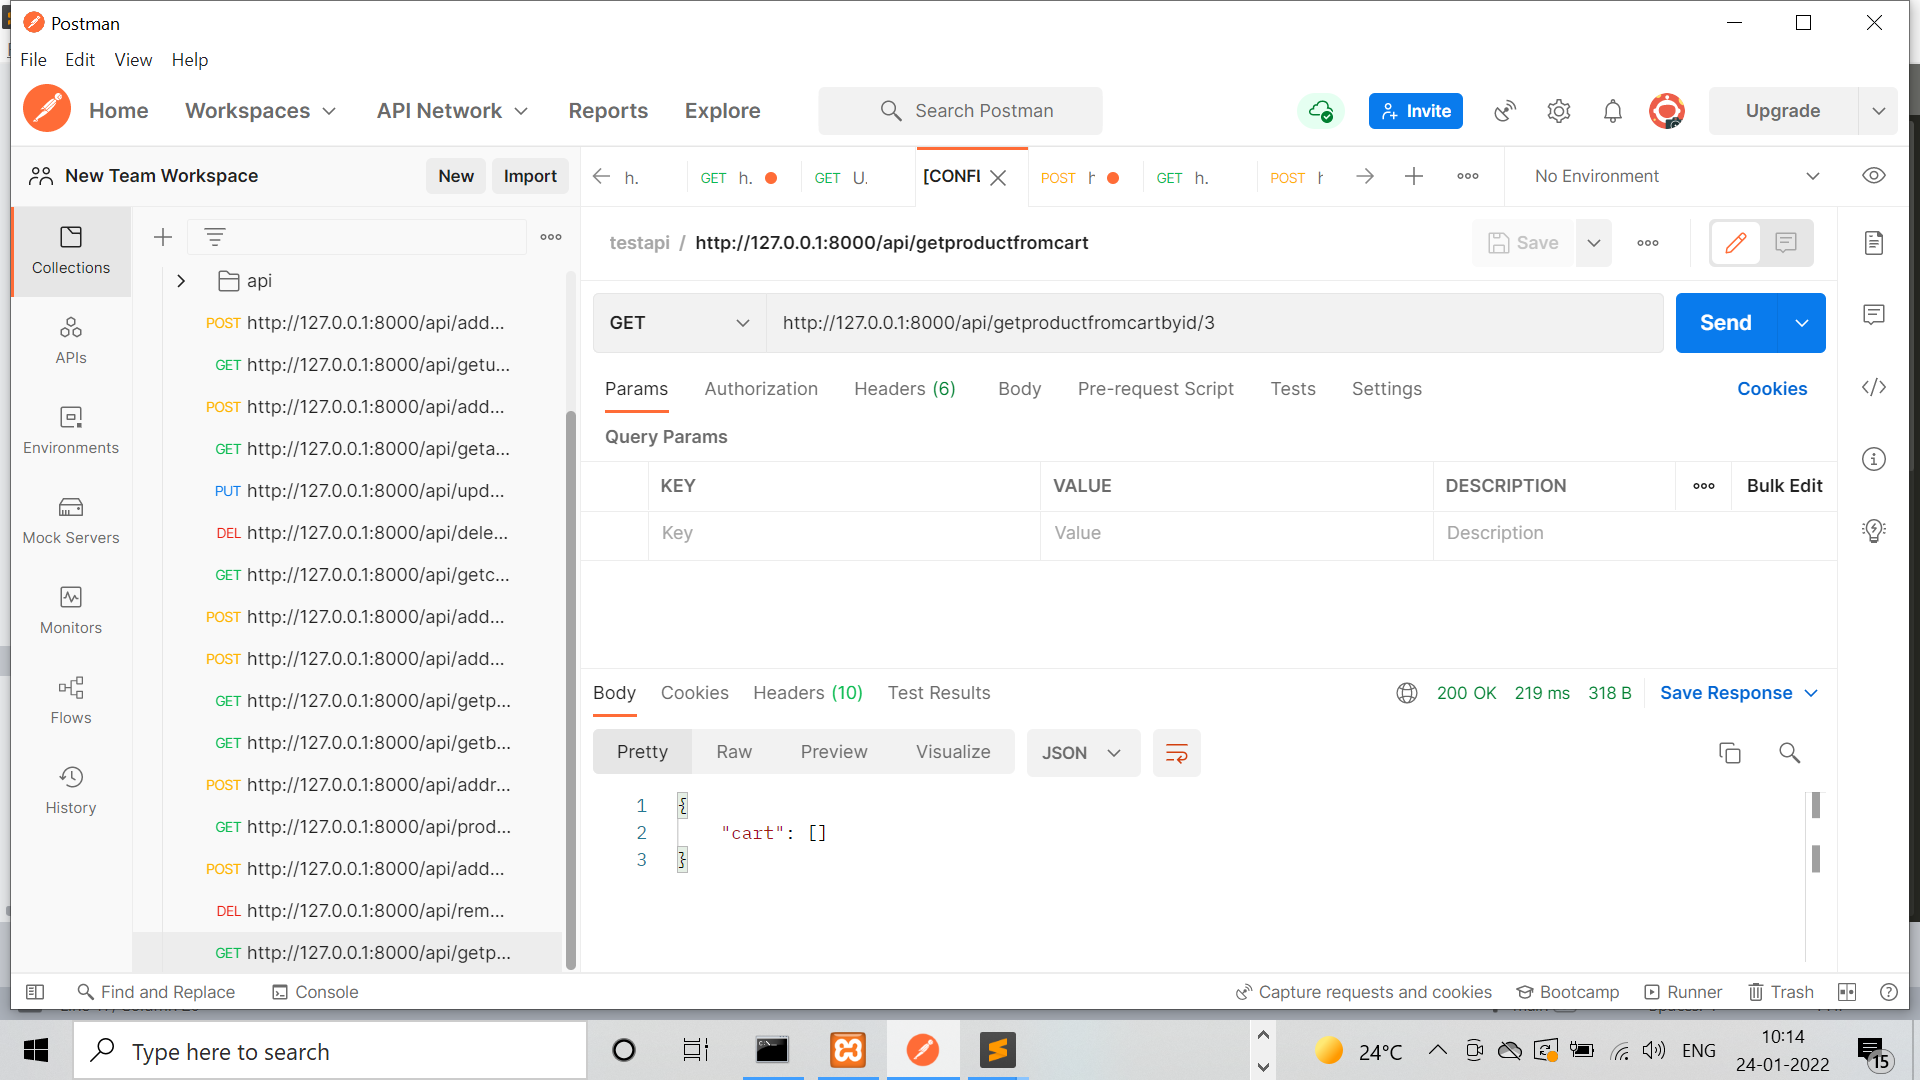 Postman
File Edit View Help
Home Workspaces API Network Reports Explore Search Postman Invite Upgrade
New Team Workspace New Import h. GET h. GET U. [CONFL POST h GET h. POST h No Environment
Collections
APIs
Environments
Mock Servers
Monitors
Flows
History
api
POST http://127.0.0.1:8000/api/add...
GET http://127.0.0.1:8000/api/getu...
POST http://127.0.0.1:8000/api/add...
GET http://127.0.0.1:8000/api/geta...
PUT http://127.0.0.1:8000/api/upd...
DEL http://127.0.0.1:8000/api/dele...
GET http://127.0.0.1:8000/api/getc...
POST http://127.0.0.1:8000/api/add...
POST http://127.0.0.1:8000/api/add...
GET http://127.0.0.1:8000/api/getp...
GET http://127.0.0.1:8000/api/getb...
POST http://127.0.0.1:8000/api/addr...
GET http://127.0.0.1:8000/api/prod...
POST http://127.0.0.1:8000/api/add...
DEL http://127.0.0.1:8000/api/rem...
GET http://127.0.0.1:8000/api/getp...
testapi / http://127.0.0.1:8000/api/getproductfromcart Save
GET http://127.0.0.1:8000/api/getproductfromcartbyid/3 Send
Params Authorization Headers (6) Body Pre-request Script Tests Settings Cookies
Query Params
KEY VALUE DESCRIPTION Bulk Edit
Key Value Description
Body Cookies Headers (10) Test Results 200 OK 219 ms 318 B Save Response
Pretty Raw Preview Visualize JSON
1 {
2 "cart": []
3 }
Find and Replace Console Capture requests and cookies Bootcamp Runner Trash
Type here to search 24°C ENG 10:14
24-01-2022 15